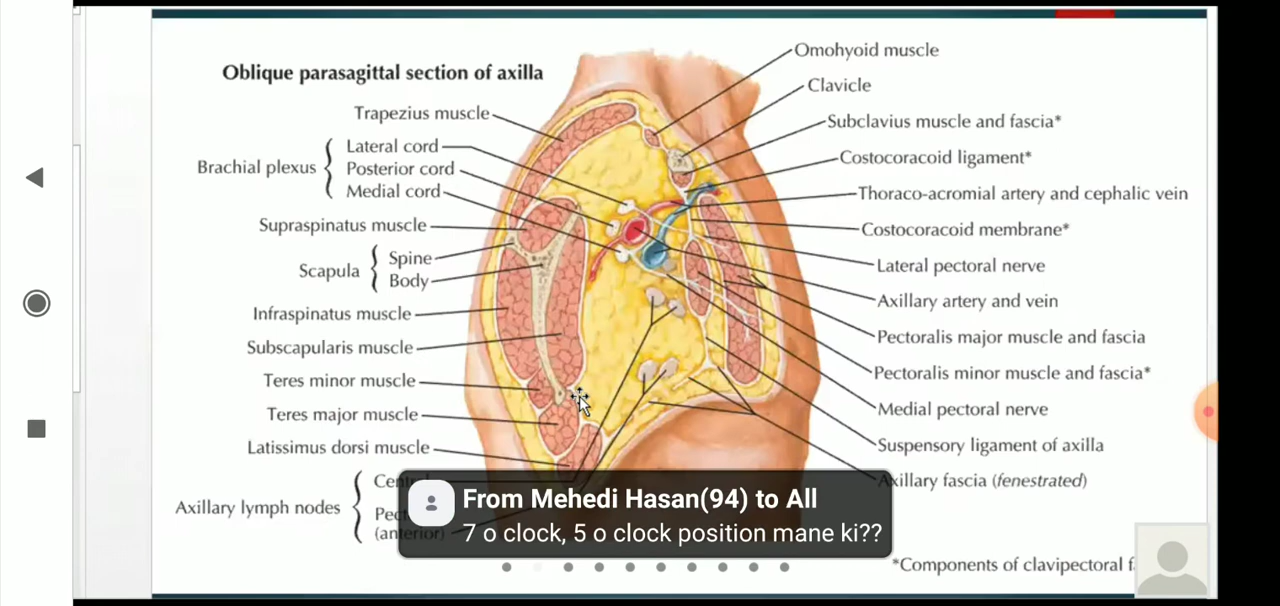 Oblique parasagittal section of axilla
Trapezius muscle
Brachial plexus
Lateral cord
Posterior cord
Medial cord
Supraspinatus muscle
Scapula
Spine
Body
Infraspinatus muscle
Subscapularis muscle
Teres minor muscle
Teres major muscle
Latissimus dorsi muscle
Axillary lymph nodes
(anterior)
Omohyoid muscle
Clavicle
Subclavius muscle and fascia*
Costocoracoid ligament*
Thoraco-acromial artery and cephalic vein
Costocoracoid membrane*
Lateral pectoral nerve
Axillary artery and vein
Pectoralis major muscle and fascia
Pectoralis minor muscle and fascia*
Medial pectoral nerve
Suspensory ligament of axilla
Axillary fascia (fenestrated)
*Components of clavipectoral f
From Mehedi Hasan(94) to All
7 o clock, 5 o clock position mane ki??